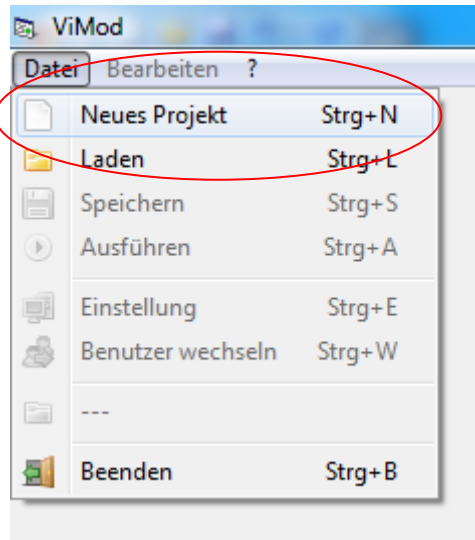 ViMod
Datei Bearbeiten ?
Neues Projekt Strg+N
Laden Strg+L
Speichern Strg+S
Ausführen Strg+A
Einstellung Strg+E
Benutzer wechseln Strg+W
---
Beenden Strg+B